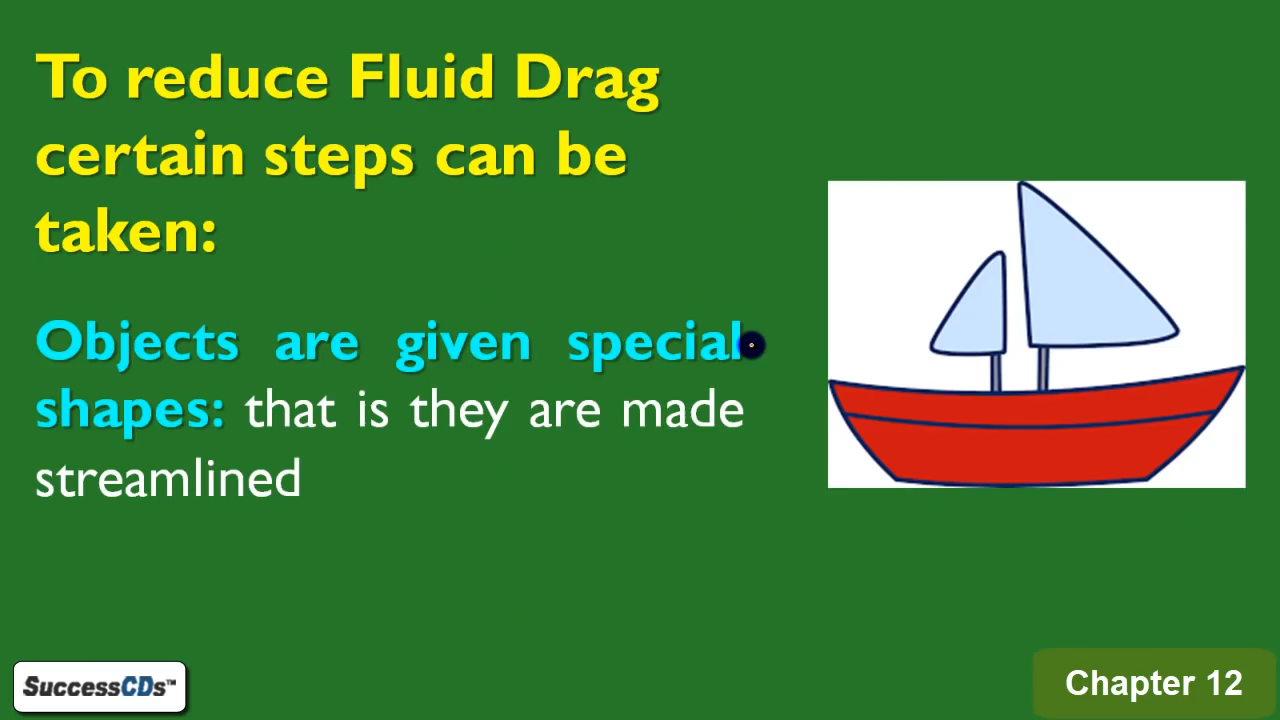 To reduce Fluid Drag
certain steps can be
taken:
Objects are given special
shapes: that is they are made
streamlined
SuccessCDs™
Chapter 12